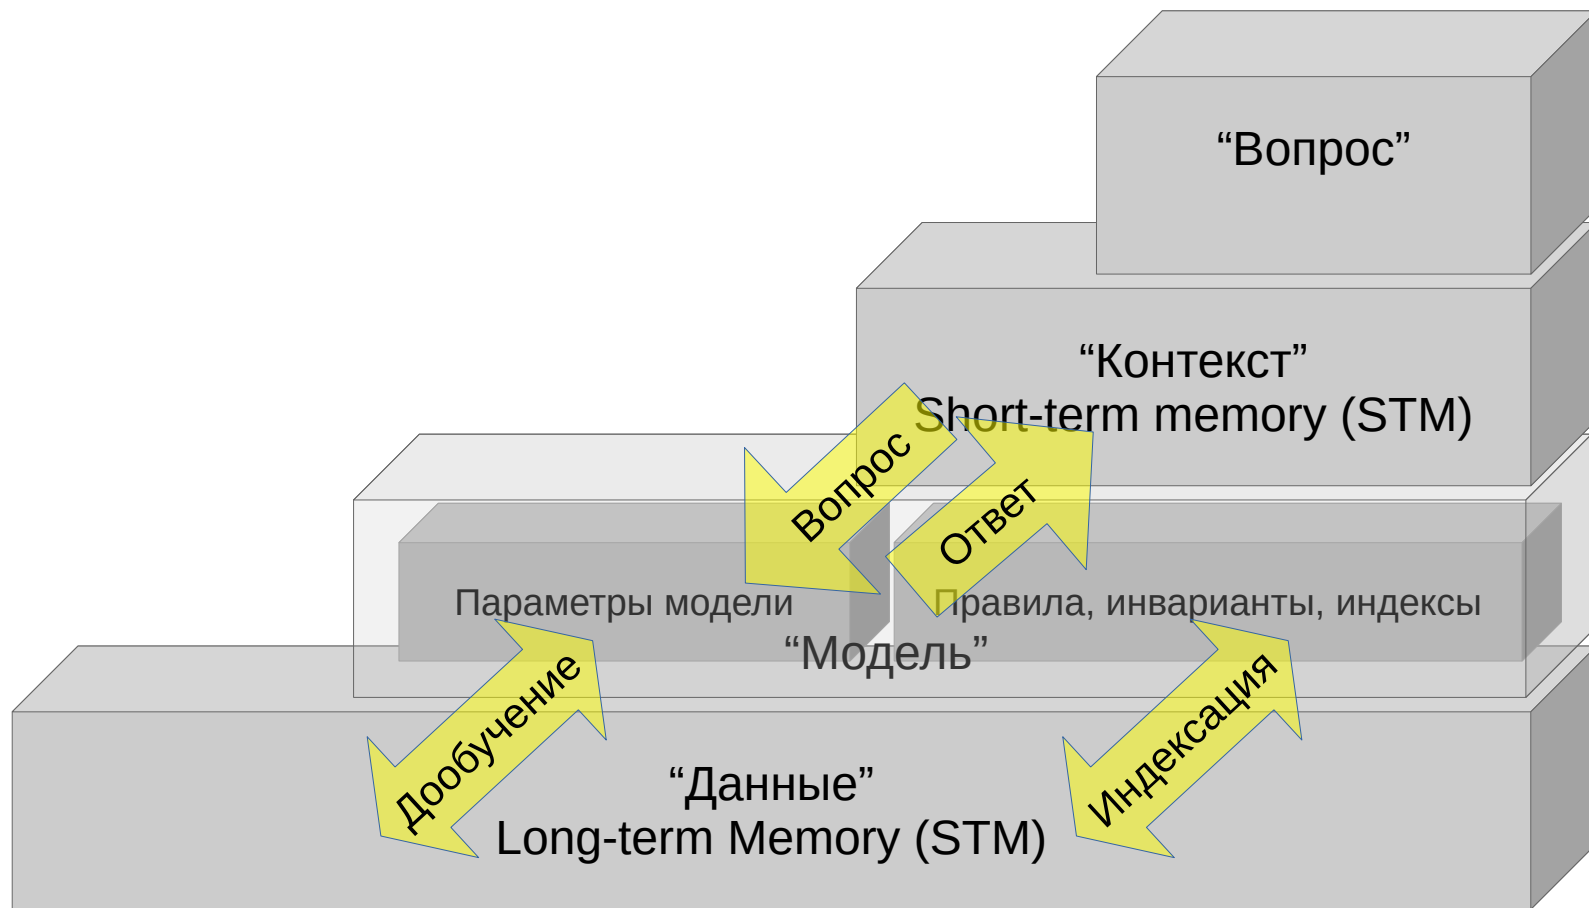 “Вопрос”
“Контекст”
Short-term memory (STM)
Вопрос
Ответ
Параметры модели
Правила, инварианты, индексы
“Модель”
Дообучение
Индексация
“Данные”
Long-term Memory (STM)